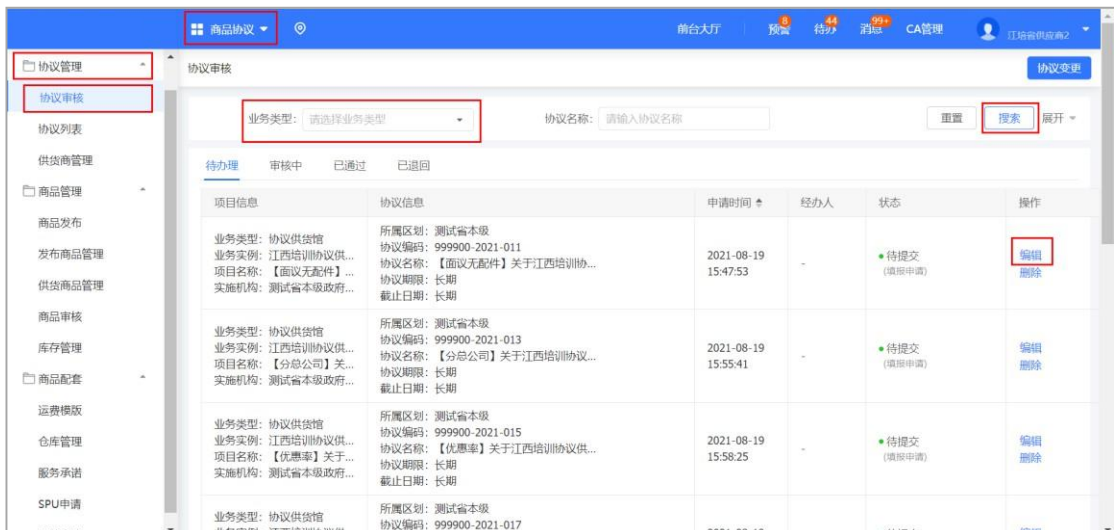 商品协议
前台大厅
预警
8
待办
44
消息
99+
CA管理
江培省供应商2
协议管理
协议审核
协议列表
供货商管理
商品管理
商品发布
发布商品管理
供货商品管理
商品审核
库存管理
商品配套
运费模版
仓库管理
服务承诺
SPU申请
协议审核
协议变更
业务类型：
请选择业务类型
协议名称：
请输入协议名称
重置
搜索
展开
待办理 审核中 已通过 已退回
项目信息 协议信息 申请时间 经办人 状态 操作
业务类型：协议供货馆
业务实例：江西培训协议供...
项目名称：【面议无配件】...
实施机构：测试省本级政府...
所属区划：测试省本级
协议编码：999900-2021-011
协议名称：【面议无配件】关于江西培训协...
协议期限：长期
截止日期：长期
2021-08-19
15:47:53
-
待提交
(填报申请)
编辑
删除
业务类型：协议供货馆
业务实例：江西培训协议供...
项目名称：【分总公司】关...
实施机构：测试省本级政府...
所属区划：测试省本级
协议编码：999900-2021-013
协议名称：【分总公司】关于江西培训协议...
协议期限：长期
截止日期：长期
2021-08-19
15:55:41
-
待提交
(填报申请)
编辑
删除
业务类型：协议供货馆
业务实例：江西培训协议供...
项目名称：【优惠率】关于...
实施机构：测试省本级政府...
所属区划：测试省本级
协议编码：999900-2021-015
协议名称：【优惠率】关于江西培训协议供...
协议期限：长期
截止日期：长期
2021-08-19
15:58:25
-
待提交
(填报申请)
编辑
删除
业务类型：协议供货馆
所属区划：测试省本级
协议编码：999900-2021-017